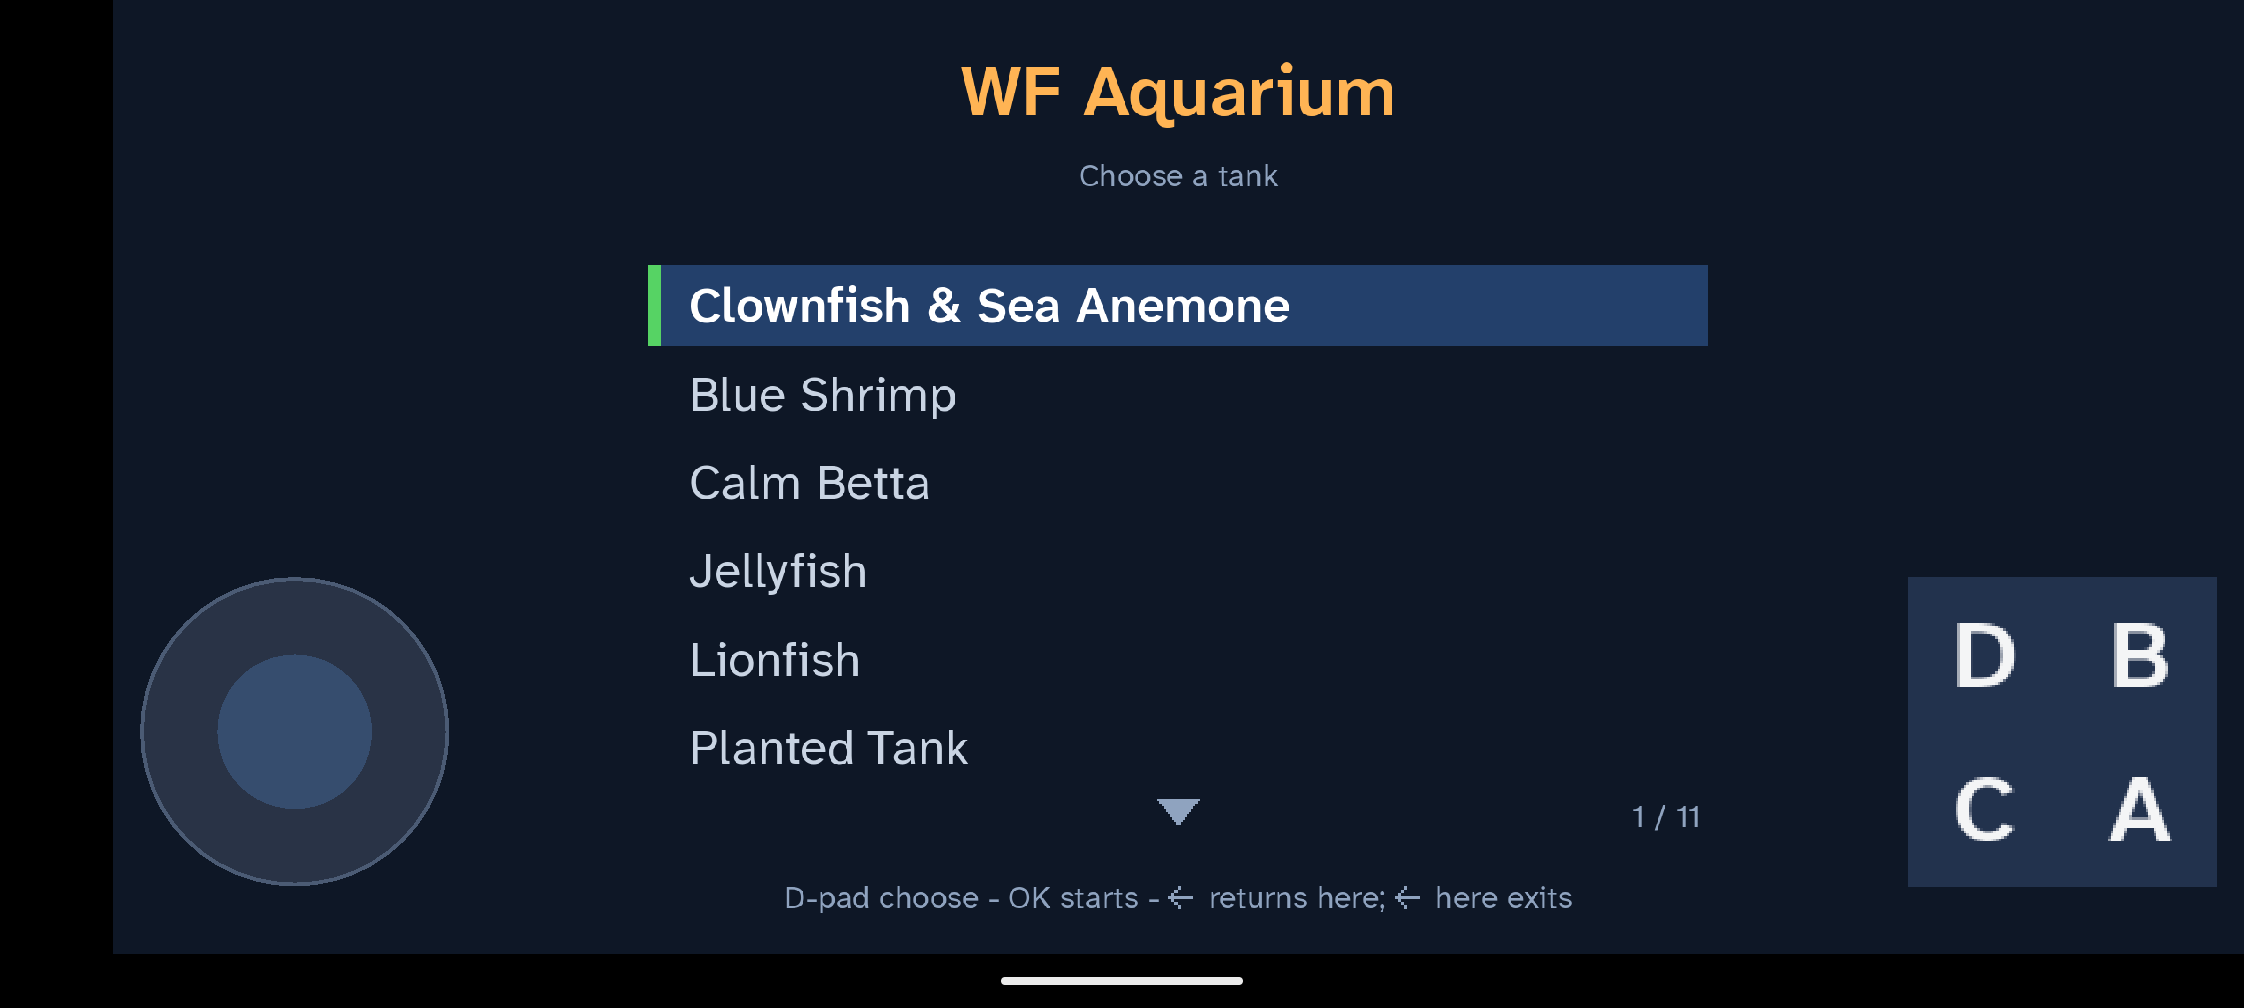 WF Aquarium
Choose a tank
Clownfish & Sea Anemone
Blue Shrimp
Calm Betta
Jellyfish
Lionfish
Planted Tank
1 / 11
D B
C A
D-pad choose - OK starts - ← returns here; ← here exits